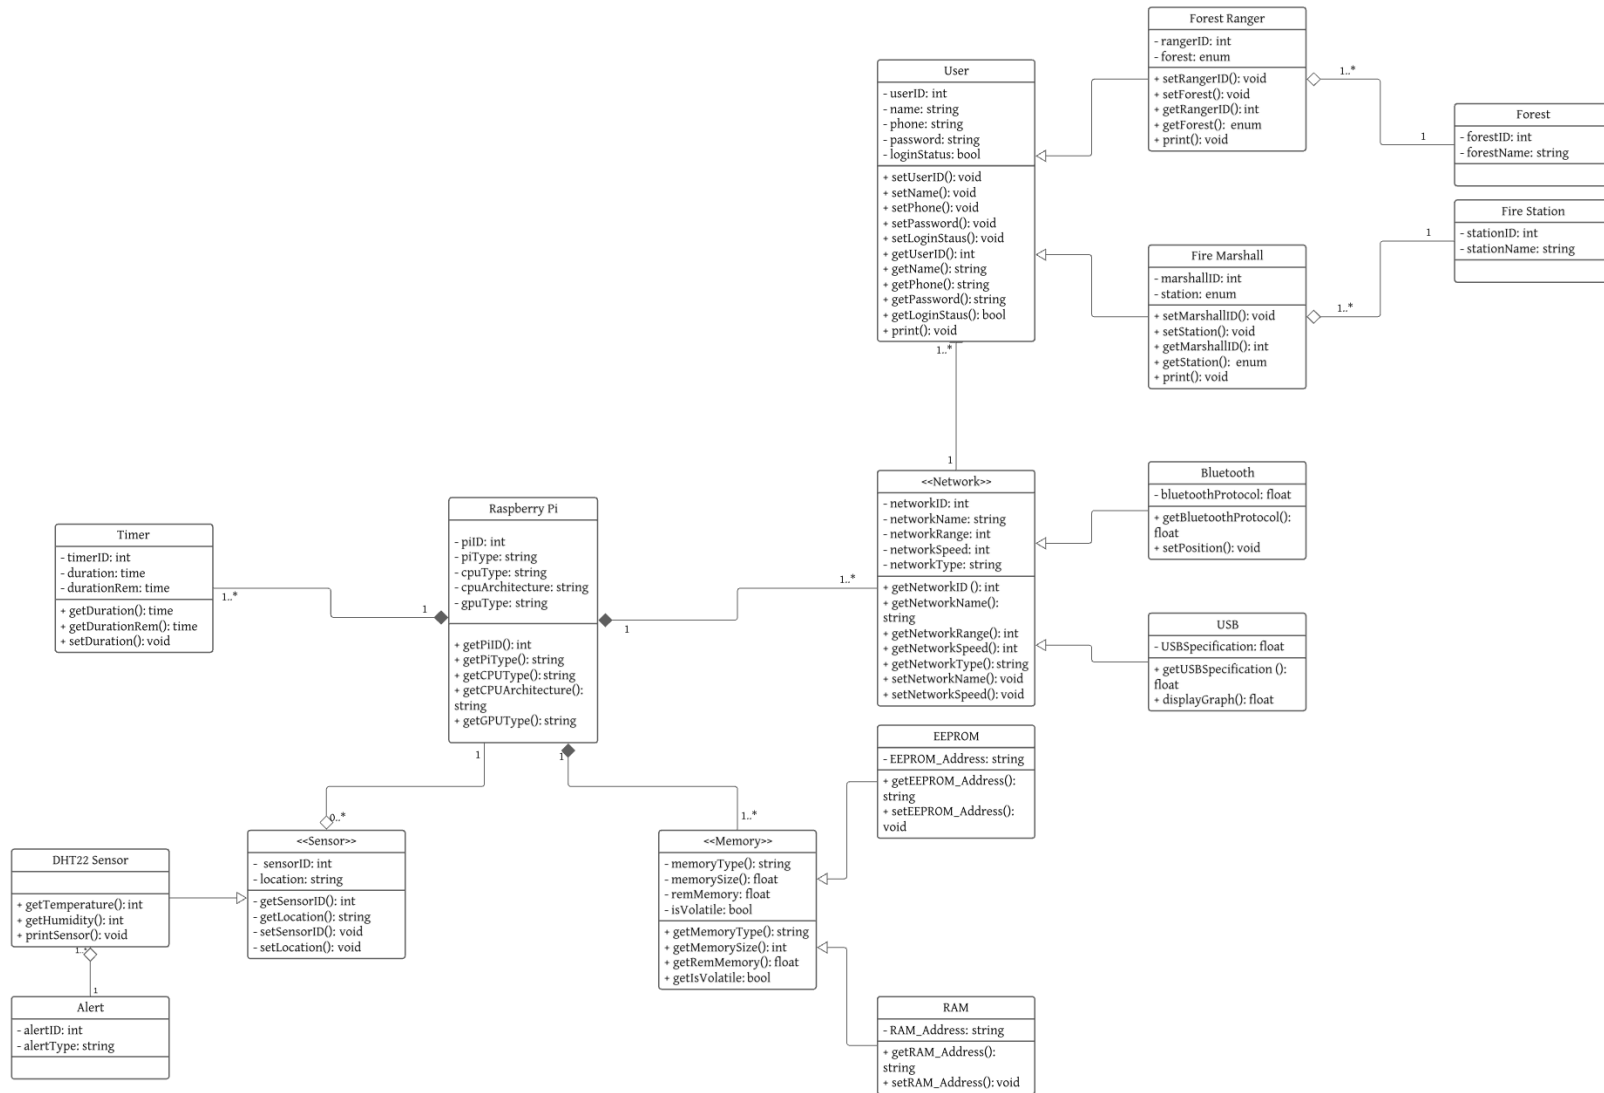 Forest Ranger
- rangerID: int
- forest: enum
+ setRangerID(): void
+ setForest(): void
+ getRangerID(): int
+ getForest():  enum
+ print(): void
1..*
1
Forest
- forestID: int
- forestName: string
User
- userID: int
- name: string
- phone: string
- password: string
- loginStatus: bool
+ setUserID(): void
+ setName(): void
+ setPhone(): void
+ setPassword(): void
+ setLoginStaus(): void
+ getUserID(): int
+ getName(): string
+ getPhone(): string
+ getPassword(): string
+ getLoginStaus(): bool
+ print(): void
1..*
1
Fire Station
- stationID: int
- stationName: string
1
1..*
Fire Marshall
- marshallID: int
- station: enum
+ setMarshallID(): void
+ setStation(): void
+ getMarshallID(): int
+ getStation():  enum
+ print(): void
<<Network>>
- networkID: int
- networkName: string
- networkRange: int
- networkSpeed: int
- networkType: string
+ getNetworkID (): int
+ getNetworkName():
string
+ getNetworkRange(): int
+ getNetworkSpeed(): int
+ getNetworkType(): string
+ setNetworkName(): void
+ setNetworkSpeed(): void
Bluetooth
- bluetoothProtocol: float
+ getBluetoothProtocol():
float
+ setPosition(): void
USB
- USBSpecification: float
+ getUSBSpecification ():
float
+ displayGraph(): float
Raspberry Pi
- piID: int
- piType: string
- cpuType: string
- cpuArchitecture: string
- gpuType: string
+ getPiID(): int
+ getPiType(): string
+ getCPUType(): string
+ getCPUArchitecture():
string
+ getGPUType(): string
1..*
1
Timer
- timerID: int
- duration: time
- durationRem: time
+ getDuration(): time
+ getDurationRem(): time
+ setDuration(): void
1..*
1
1
0..*
1
1..*
EEPROM
- EEPROM_Address: string
+ getEEPROM_Address():
string
+ setEEPROM_Address():
void
<<Sensor>>
-  sensorID: int
- location: string
- getSensorID(): int
- getLocation(): string
- setSensorID(): void
- setLocation(): void
<<Memory>>
- memoryType(): string
- memorySize(): float
- remMemory: float
- isVolatile: bool
+ getMemoryType(): string
+ getMemorySize(): int
+ getRemMemory(): float
+ getIsVolatile: bool
DHT22 Sensor
+ getTemperature(): int
+ getHumidity(): int
+ printSensor(): void
1..*
1
Alert
- alertID: int
- alertType: string
RAM
- RAM_Address: string
+ getRAM_Address():
string
+ setRAM_Address(): void